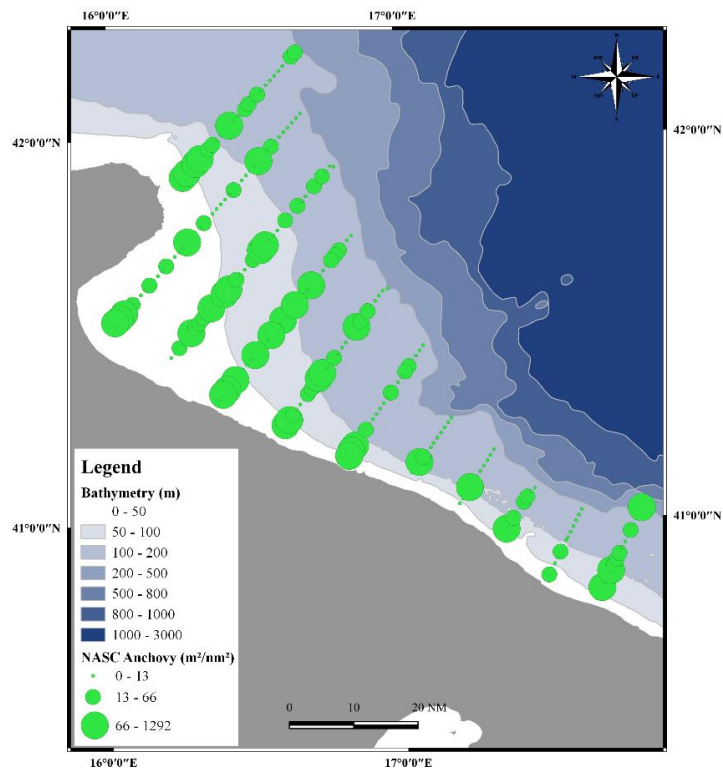 16°0'0"E 17°0'0"E
42°0'0"N 42°0'0"N
41°0'0"N 41°0'0"N
Legend
Bathymetry (m)
0 - 50
50 - 100
100 - 200
200 - 500
500 - 800
800 - 1000
1000 - 3000
NASC Anchovy (m²/nm²)
0 - 13
13 - 66
66 - 1292
0 10 20 NM
16°0'0"E 17°0'0"E